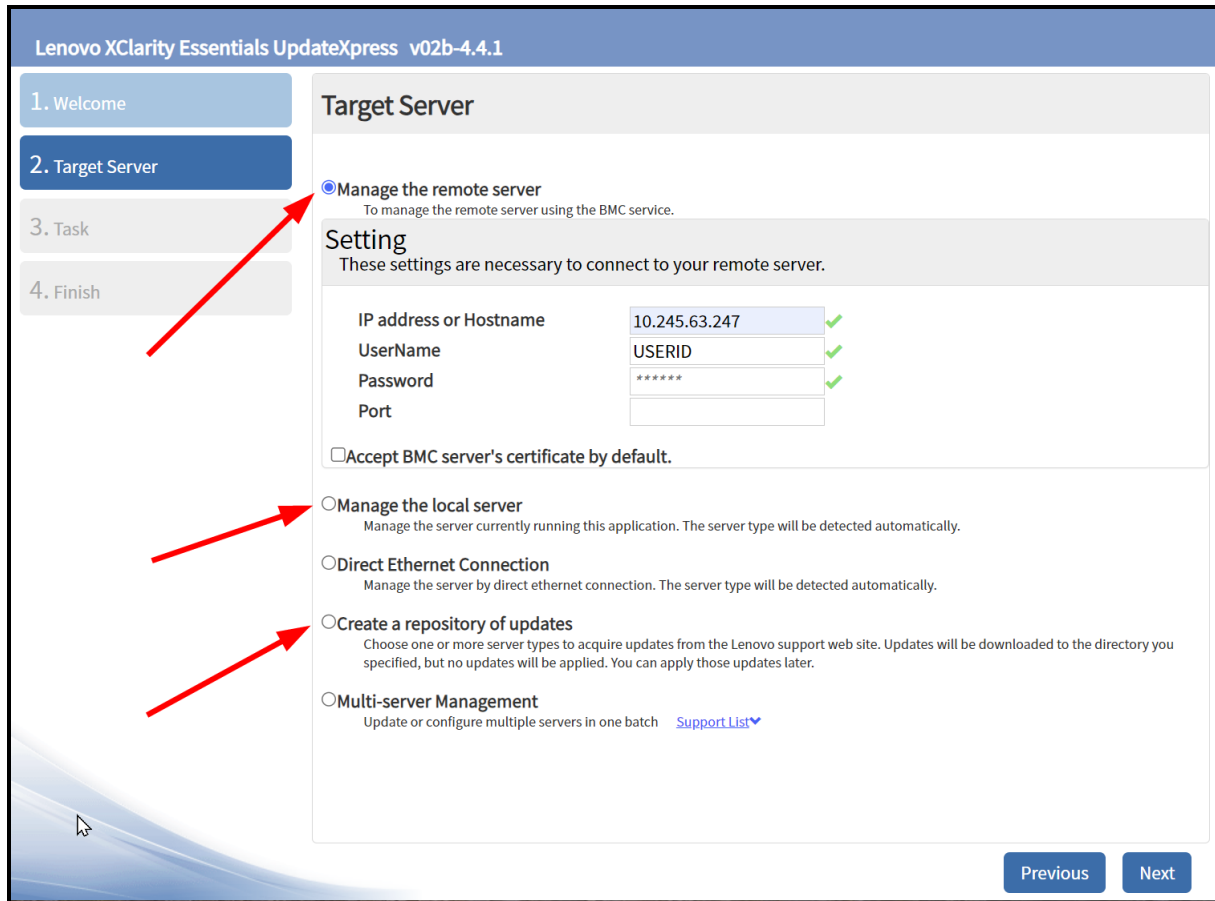 Lenovo XClarity Essentials UpdateXpress v02b-4.4.1
1. Welcome
2. Target Server
3. Task
4. Finish
Target Server
Manage the remote server
To manage the remote server using the BMC service.
Setting
These settings are necessary to connect to your remote server.
IP address or Hostname 10.245.63.247
UserName USERID
Password ******
Port
Accept BMC server's certificate by default.
Manage the local server
Manage the server currently running this application. The server type will be detected automatically.
Direct Ethernet Connection
Manage the server by direct ethernet connection. The server type will be detected automatically.
Create a repository of updates
Choose one or more server types to acquire updates from the Lenovo support web site. Updates will be downloaded to the directory you
specified, but no updates will be applied. You can apply those updates later.
Multi-server Management
Update or configure multiple servers in one batch Support List
Previous Next